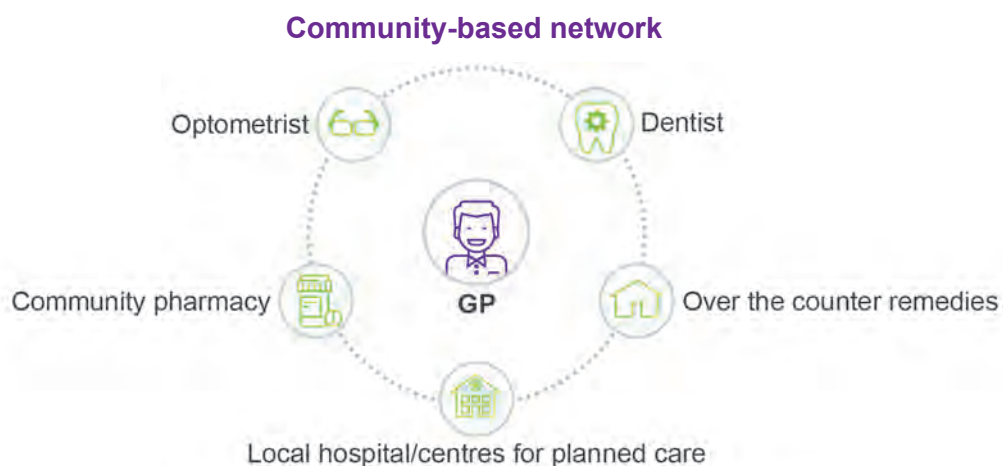 Community-based network
Optometrist
Dentist
Community pharmacy
GP
Over the counter remedies
Local hospital/centres for planned care